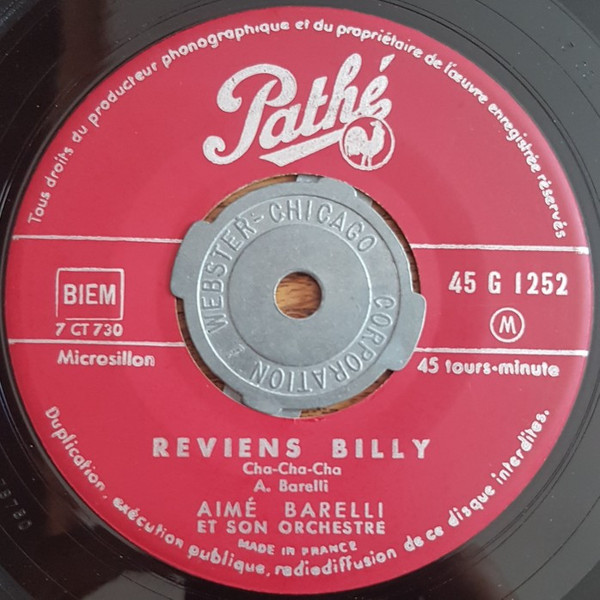 Tous droits du producteur phonographique et du propriétaire de l'œuvre enregistrée réservés
Pathé
WEBSTER-CHICAGO CORPORATION
BIEM
7 CT 730
45 G 1252
M
Microsillon
45 tours-minute
REVIENS BILLY
Cha-Cha-Cha
A. Barelli
AIMÉ BARELLI
ET SON ORCHESTRE
MADE IN FRANCE
Duplication, exécution publique, radiodiffusion de ce disque interdites.